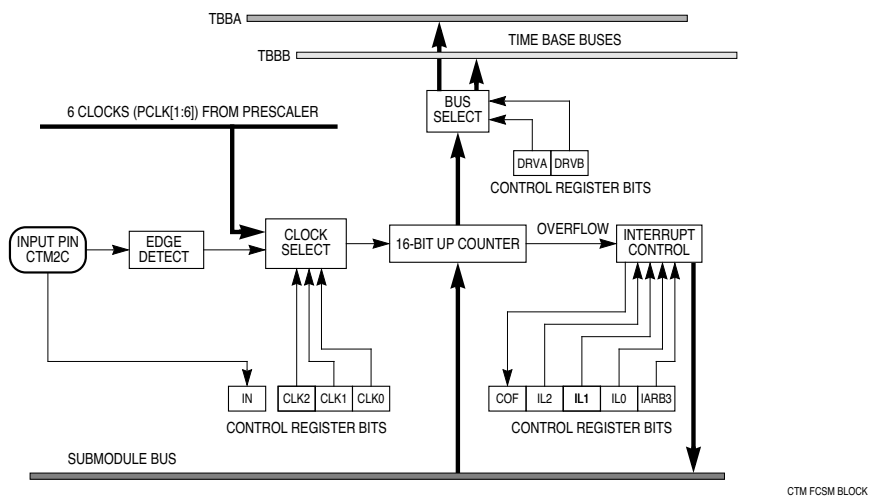 TBBA
TIME BASE BUSES
TBBB
6 CLOCKS (PCLK[1:6]) FROM PRESCALER
BUS
SELECT
DRVA DRVB
CONTROL REGISTER BITS
INPUT PIN
CTM2C
EDGE
DETECT
CLOCK
SELECT
16-BIT UP COUNTER
OVERFLOW
INTERRUPT
CONTROL
IN
CLK2 CLK1 CLK0
CONTROL REGISTER BITS
COF IL2 IL1 IL0 IARB3
CONTROL REGISTER BITS
SUBMODULE BUS
CTM FCSM BLOCK